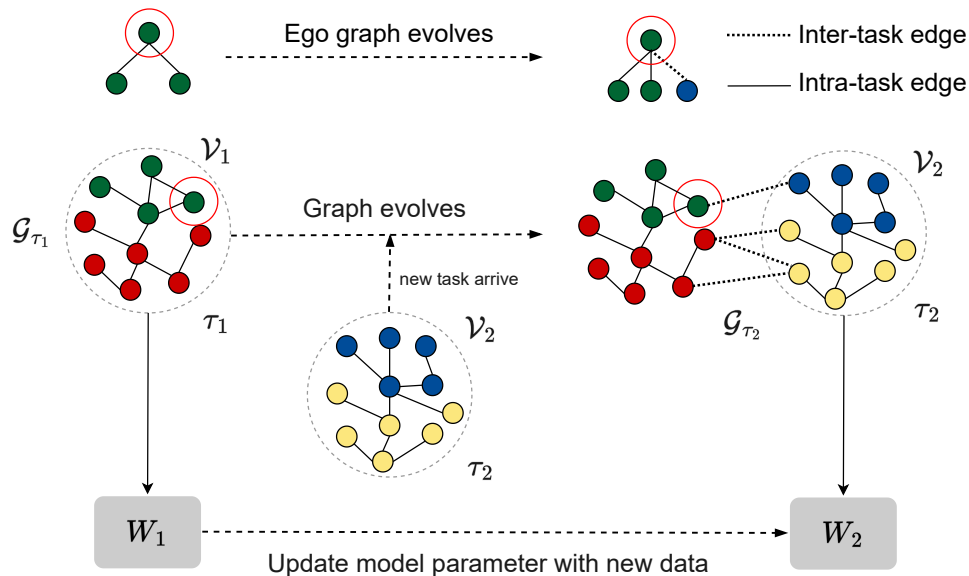 Ego graph evolves
Inter-task edge
Intra-task edge
𝒱₁
𝒱₂
𝒢τ₁
Graph evolves
new task arrive
τ₁
𝒱₂
𝒢τ₂
τ₂
τ₂
W₁
W₂
Update model parameter with new data